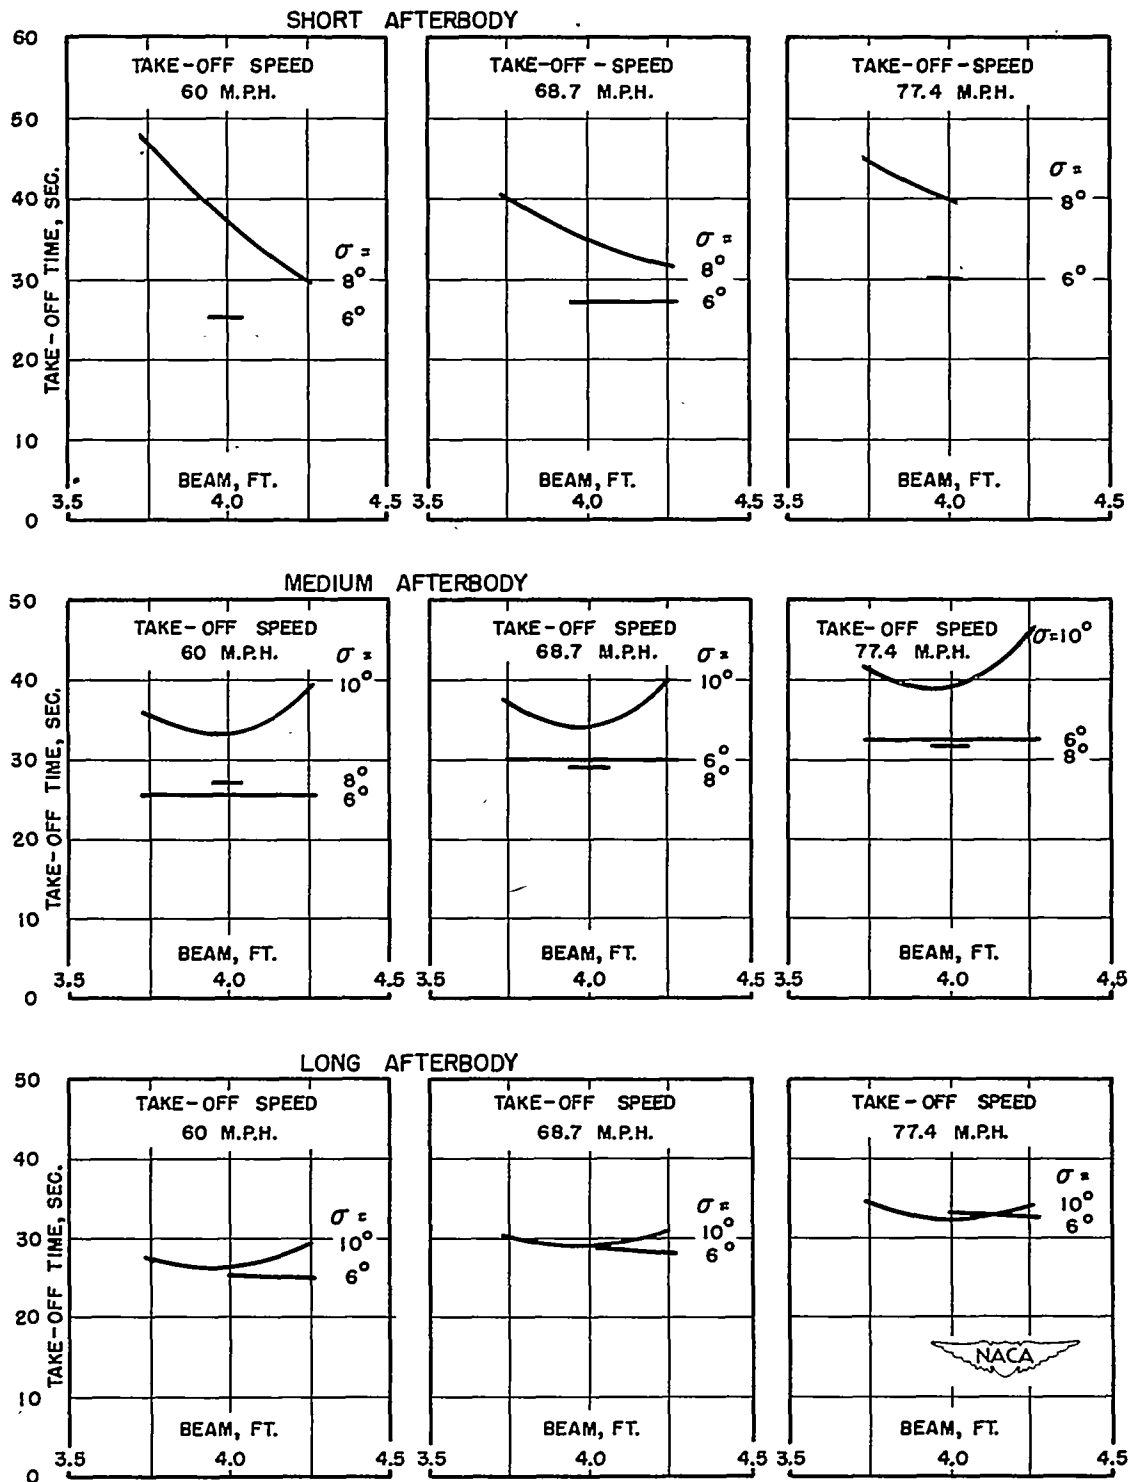 SHORT AFTERBODY
60
TAKE-OFF SPEED
60 M.P.H.
TAKE-OFF-SPEED
68.7 M.P.H.
TAKE-OFF-SPEED
77.4 M.P.H.
50
40
30
20
10
0
TAKE-OFF TIME, SEC.
σ =
8°
6°
σ =
8°
6°
σ =
8°
6°
BEAM, FT.
3.5 4.0 4.5
BEAM, FT.
3.5 4.0 4.5
BEAM, FT.
3.5 4.0 4.5
MEDIUM AFTERBODY
50
TAKE-OFF SPEED
60 M.P.H.
TAKE-OFF SPEED
68.7 M.P.H.
TAKE-OFF SPEED
77.4 M.P.H.
40
30
20
10
0
TAKE-OFF TIME, SEC.
σ =
10°
8°
6°
σ =
10°
6°
8°
σ=10°
6°
8°
BEAM, FT.
3.5 4.0 4.5
BEAM, FT.
3.5 4.0 4.5
BEAM, FT.
3.5 4.0 4.5
LONG AFTERBODY
50
TAKE-OFF SPEED
60 M.P.H.
TAKE-OFF SPEED
68.7 M.P.H.
TAKE-OFF SPEED
77.4 M.P.H.
40
30
20
10
0
TAKE-OFF TIME, SEC.
σ =
10°
6°
σ =
10°
6°
σ =
10°
6°
NACA
BEAM, FT.
3.5 4.0 4.5
BEAM, FT.
3.5 4.0 4.5
BEAM, FT.
3.5 4.0 4.5